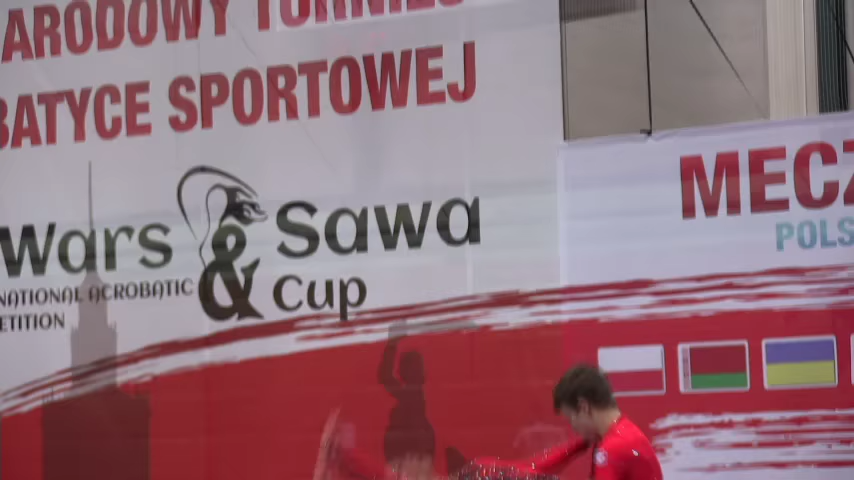 ARODOWY TURNIEJ
BATYCE SPORTOWEJ
Wars & Sawa
NATIONAL ACROBATIC Cup
ETITION
MECZ
POLS